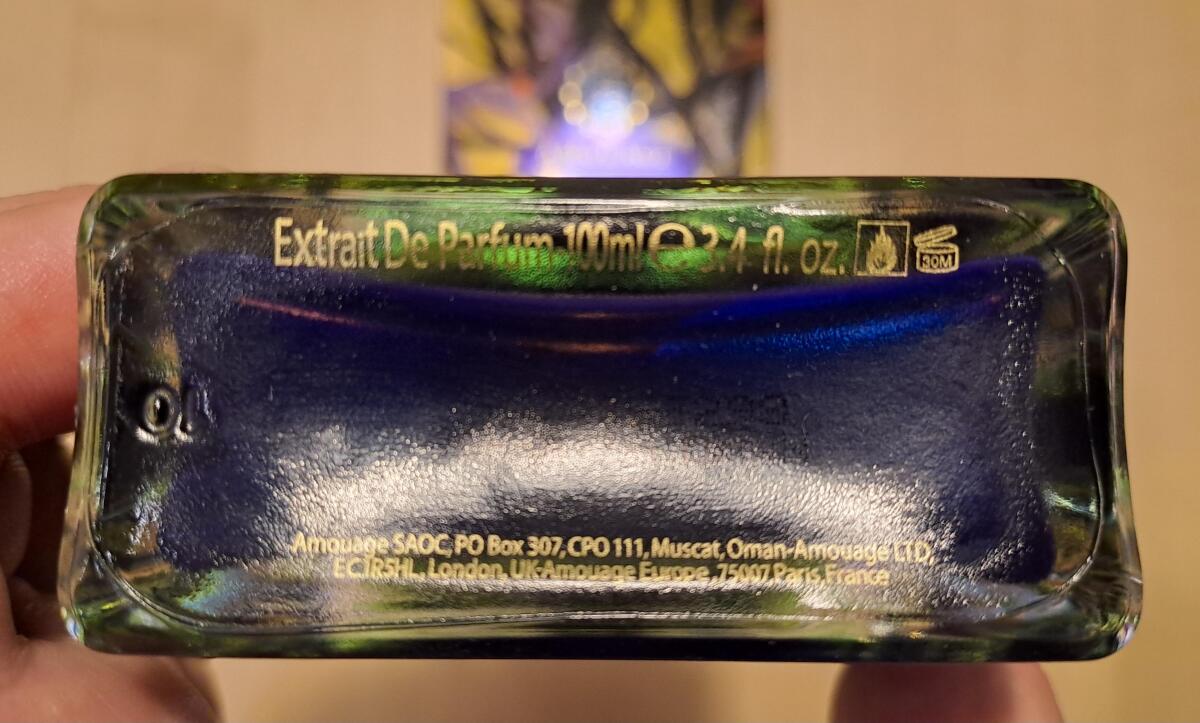 Extrait De Parfum 100ml ℮ 3.4 fl. oz.
30M
Amouage SAOC, PO Box 307, CPO 111, Muscat, Oman-Amouage LTD,
EC1R5HL, London, UK-Amouage Europe, 75007 Paris, France